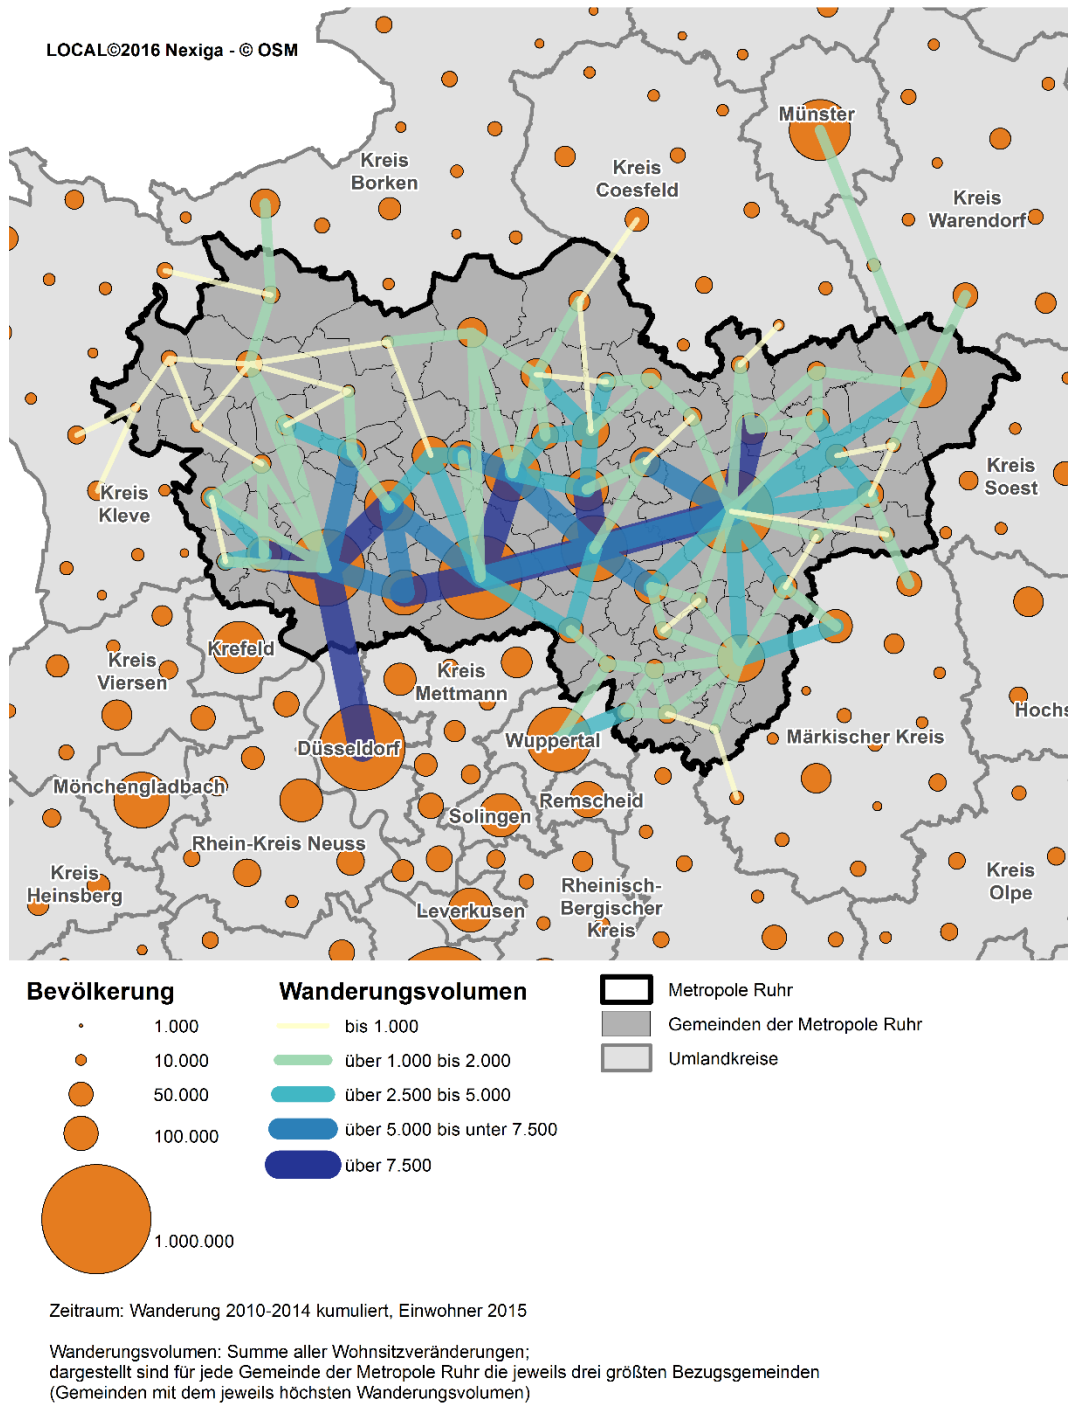 LOCAL©2016 Nexiga - © OSM
Münster
Kreis
Borken
Kreis
Coesfeld
Kreis
Warendorf
Kreis
Kleve
Kreis
Soest
Krefeld
Kreis
Viersen
Kreis
Mettmann
Düsseldorf
Wuppertal
Märkischer Kreis
Hochs
Mönchengladbach
Remscheid
Solingen
Rhein-Kreis Neuss
Kreis
Heinsberg
Leverkusen
Rheinisch-
Bergischer
Kreis
Kreis
Olpe
Bevölkerung
1.000
10.000
50.000
100.000
1.000.000
Wanderungsvolumen
bis 1.000
über 1.000 bis 2.000
über 2.500 bis 5.000
über 5.000 bis unter 7.500
über 7.500
Metropole Ruhr
Gemeinden der Metropole Ruhr
Umlandkreise
Zeitraum: Wanderung 2010-2014 kumuliert, Einwohner 2015
Wanderungsvolumen: Summe aller Wohnsitzveränderungen;
dargestellt sind für jede Gemeinde der Metropole Ruhr die jeweils drei größten Bezugsgemeinden
(Gemeinden mit dem jeweils höchsten Wanderungsvolumen)